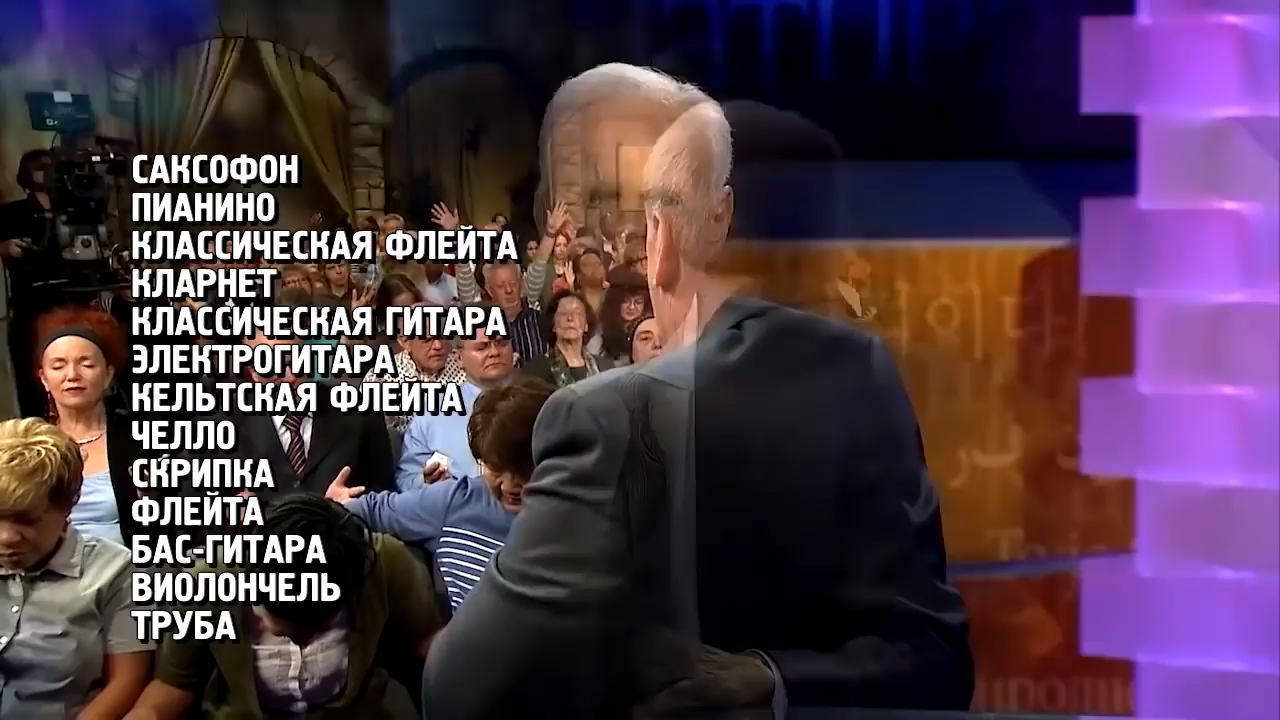 САКСОФОН
ПИАНИНО
КЛАССИЧЕСКАЯ ФЛЕЙТА
КЛАРНЕТ
КЛАССИЧЕСКАЯ ГИТАРА
ЭЛЕКТРОГИТАРА
КЕЛЬТСКАЯ ФЛЕЙТА
ЧЕЛЛО
СКРИПКА
ФЛЕЙТА
БАС-ГИТАРА
ВИОЛОНЧЕЛЬ
ТРУБА